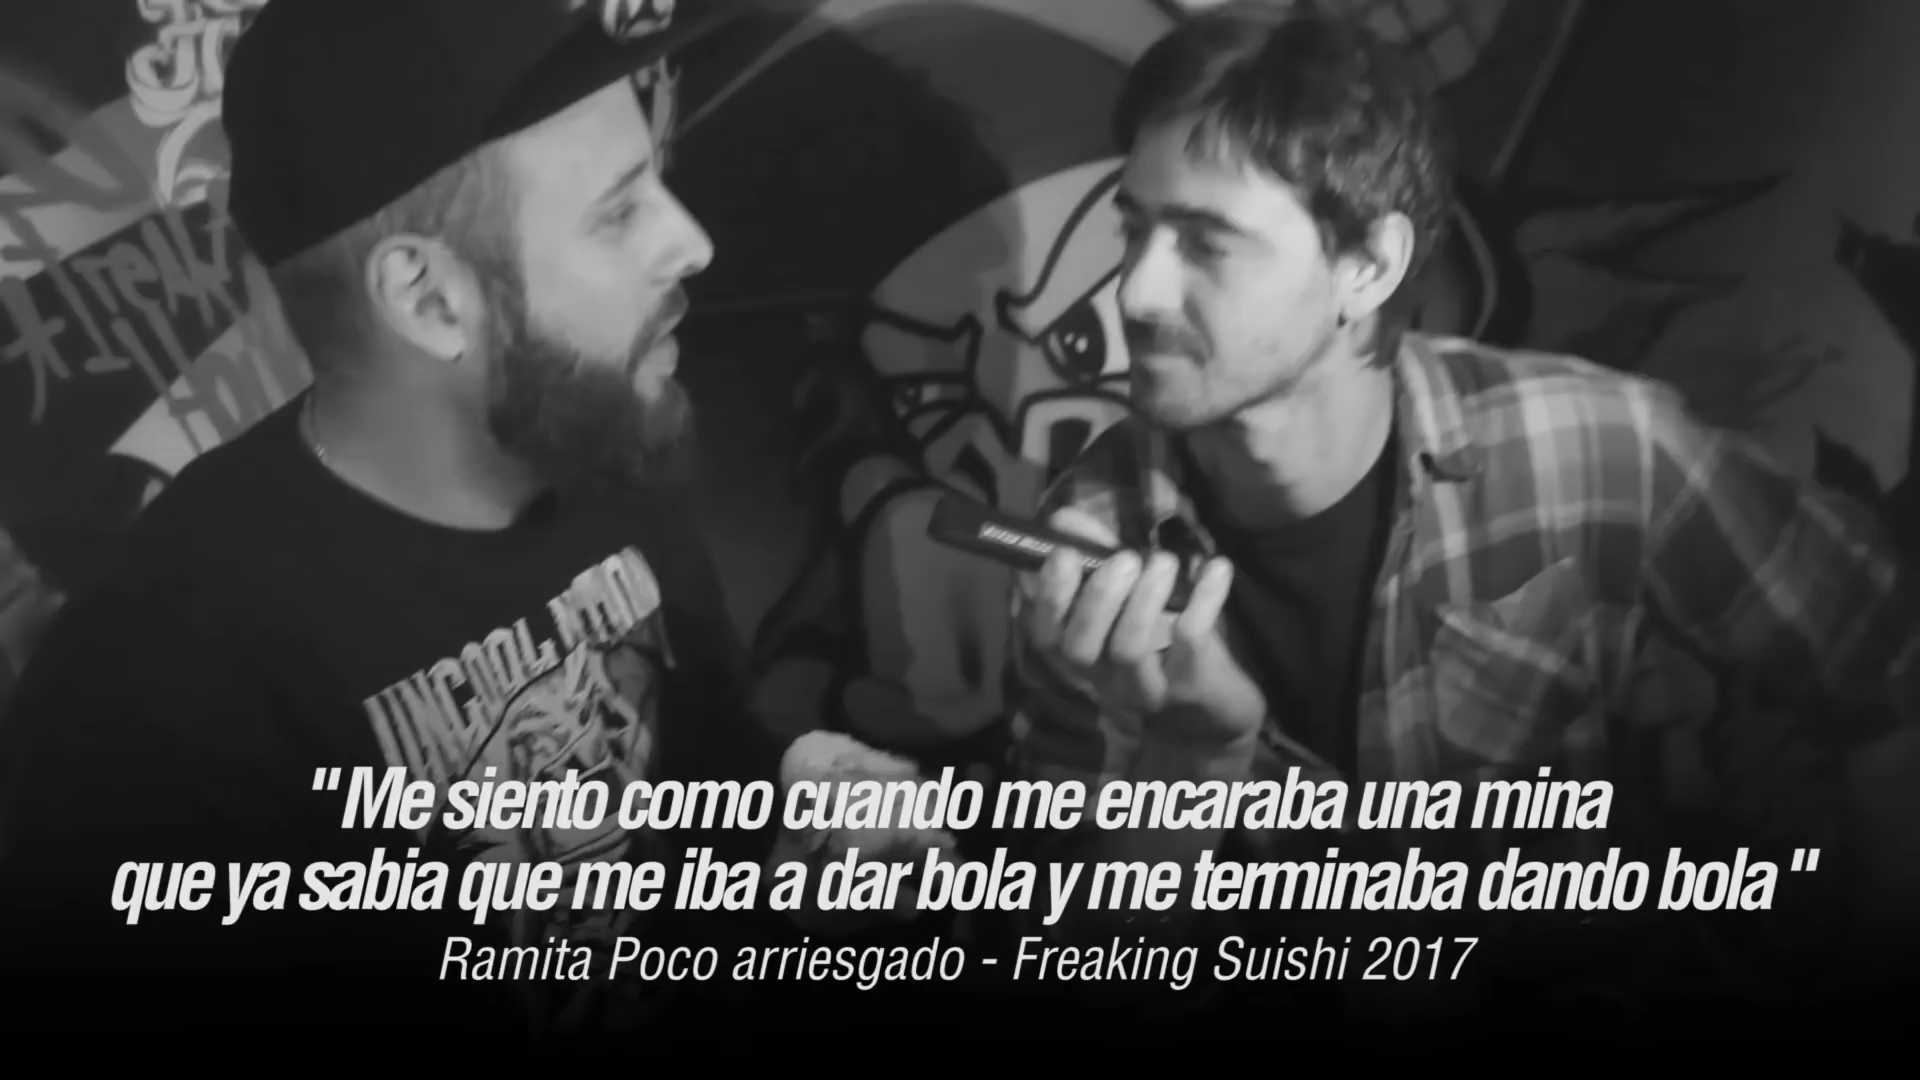 UNCOOL
"Me siento como cuando me encaraba una mina
que ya sabia que me iba a dar bola y me terminaba dando bola"
Ramita Poco arriesgado - Freaking Suishi 2017